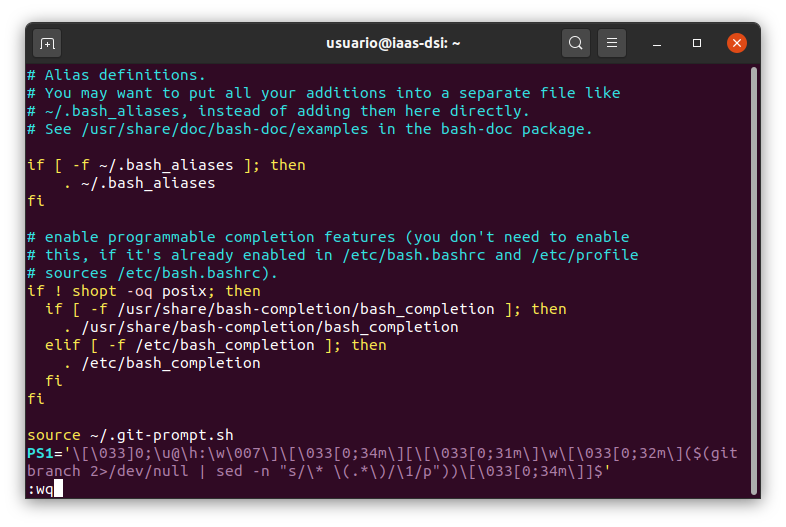 usuario@iaas-dsi: ~
# Alias definitions.
# You may want to put all your additions into a separate file like
# ~/.bash_aliases, instead of adding them here directly.
# See /usr/share/doc/bash-doc/examples in the bash-doc package.

if [ -f ~/.bash_aliases ]; then
    . ~/.bash_aliases
fi

# enable programmable completion features (you don't need to enable
# this, if it's already enabled in /etc/bash.bashrc and /etc/profile
# sources /etc/bash.bashrc).
if ! shopt -oq posix; then
  if [ -f /usr/share/bash-completion/bash_completion ]; then
    . /usr/share/bash-completion/bash_completion
  elif [ -f /etc/bash_completion ]; then
    . /etc/bash_completion
  fi
fi

source ~/.git-prompt.sh
PS1='\[\033]0;\u@\h:\w\007\]\[\033[0;34m\][\[\033[0;31m\]\w\[\033[0;32m\]($(git
branch 2>/dev/null | sed -n "s/\* \(.*\)/\1/p"))\[\033[0;34m\]]$'
:wq